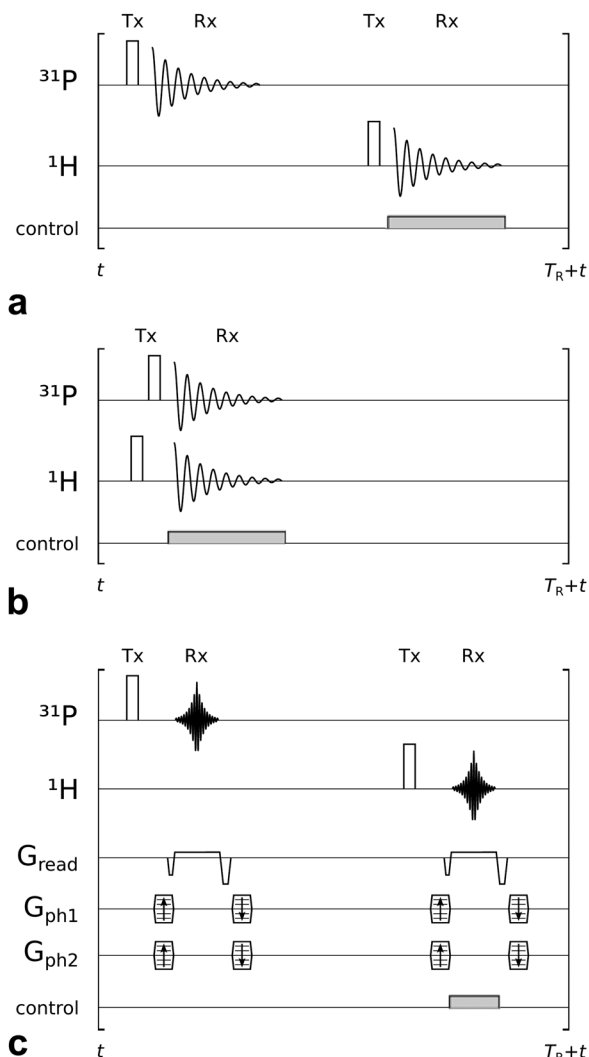 Tx Rx Tx Rx
³¹P
¹H
control
t T_R+t
a
Tx Rx
³¹P
¹H
control
t T_R+t
b
Tx Rx Tx Rx
³¹P
¹H
G_read
G_ph1
G_ph2
control
t T_R+t
c